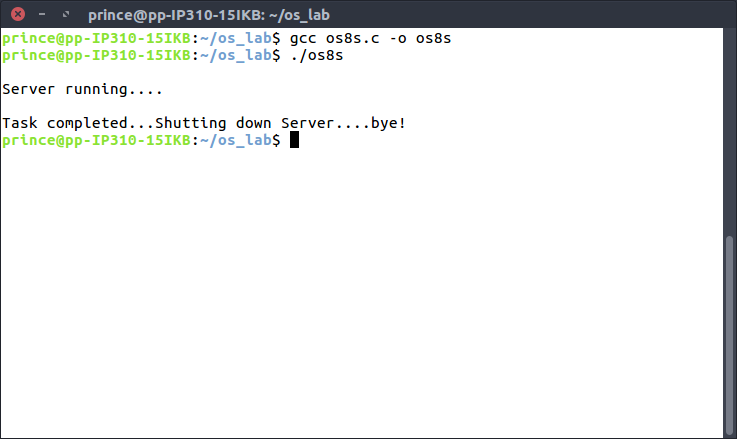 prince@pp-IP310-15IKB: ~/os_lab
prince@pp-IP310-15IKB:~/os_lab$ gcc os8s.c -o os8s
prince@pp-IP310-15IKB:~/os_lab$ ./os8s
Server running....
Task completed...Shutting down Server....bye!
prince@pp-IP310-15IKB:~/os_lab$